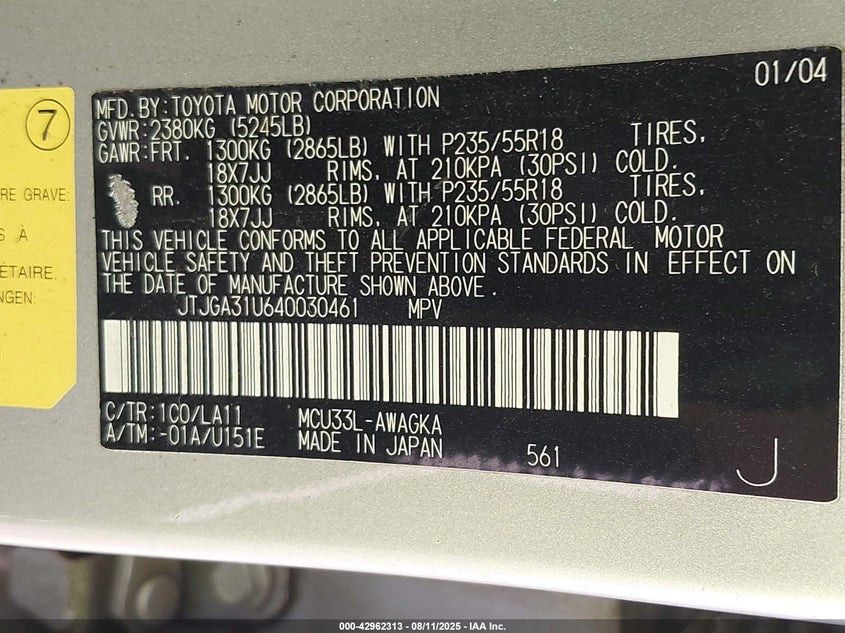 01/04
MFD.BY:TOYOTA MOTOR CORPORATION
GVWR:2380KG (5245LB)
GAWR:FRT. 1300KG (2865LB) WITH P235/55R18 TIRES,
18X7JJ RIMS, AT 210KPA (30PSI) COLD.
RR. 1300KG (2865LB) WITH P235/55R18 TIRES,
18X7JJ RIMS, AT 210KPA (30PSI) COLD.
THIS VEHICLE CONFORMS TO ALL APPLICABLE FEDERAL MOTOR
VEHICLE SAFETY AND THEFT PREVENTION STANDARDS IN EFFECT ON
THE DATE OF MANUFACTURE SHOWN ABOVE.
JTJGA31U640030461 MPV
C/TR:1C0/LA11 MCU33L-AWAGKA
A/TM:-01A/U151E MADE IN JAPAN
561
J
7
RE GRAVE:
S À
ÉTAIRE.
NGEN:
000-42962313 - 08/11/2025 - IAA Inc.